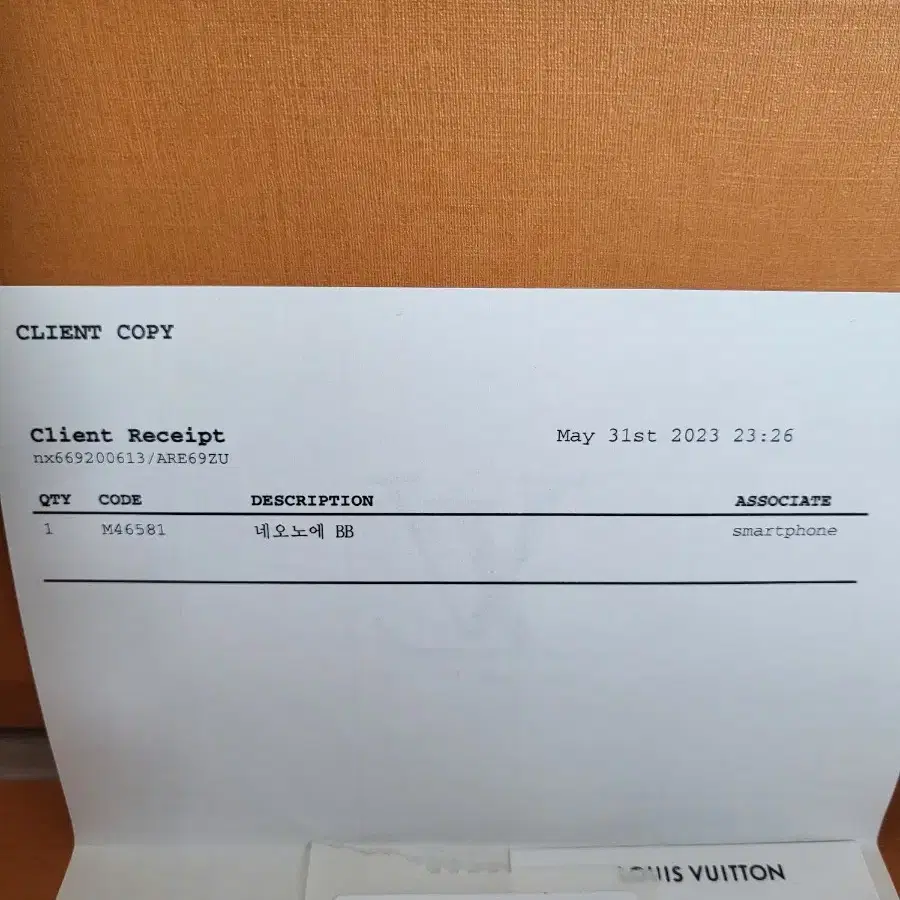 CLIENT COPY
Client Receipt May 31st 2023 23:26
nx669200613/ARE69ZU
QTY CODE DESCRIPTION ASSOCIATE
1 M46581 네오노에 BB smartphone
LOUIS VUITTON